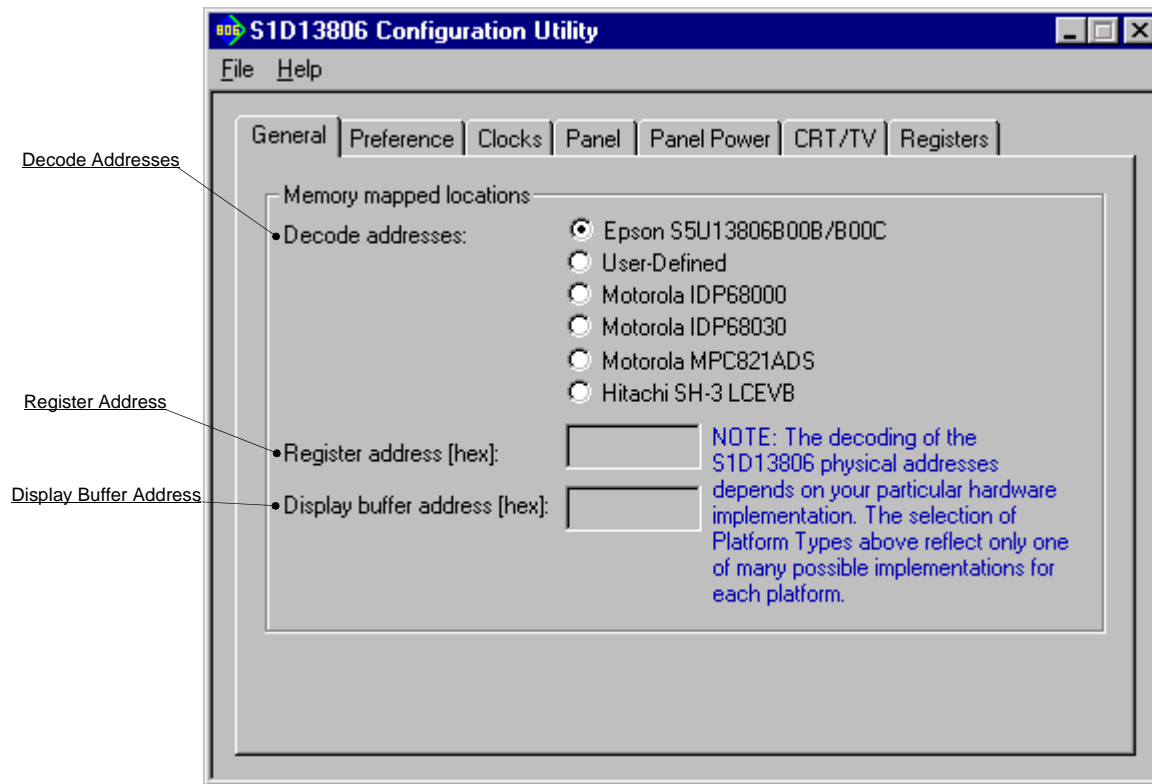 806 S1D13806 Configuration Utility
File Help
General Preference Clocks Panel Panel Power CRT/TV Registers
Decode Addresses
Memory mapped locations
Decode addresses:
Epson S5U13806B00B/B00C
User-Defined
Motorola IDP68000
Motorola IDP68030
Motorola MPC821ADS
Hitachi SH-3 LCEVB
Register Address
Register address [hex]:
Display Buffer Address
Display buffer address [hex]:
NOTE: The decoding of the
S1D13806 physical addresses
depends on your particular hardware
implementation. The selection of
Platform Types above reflect only one
of many possible implementations for
each platform.